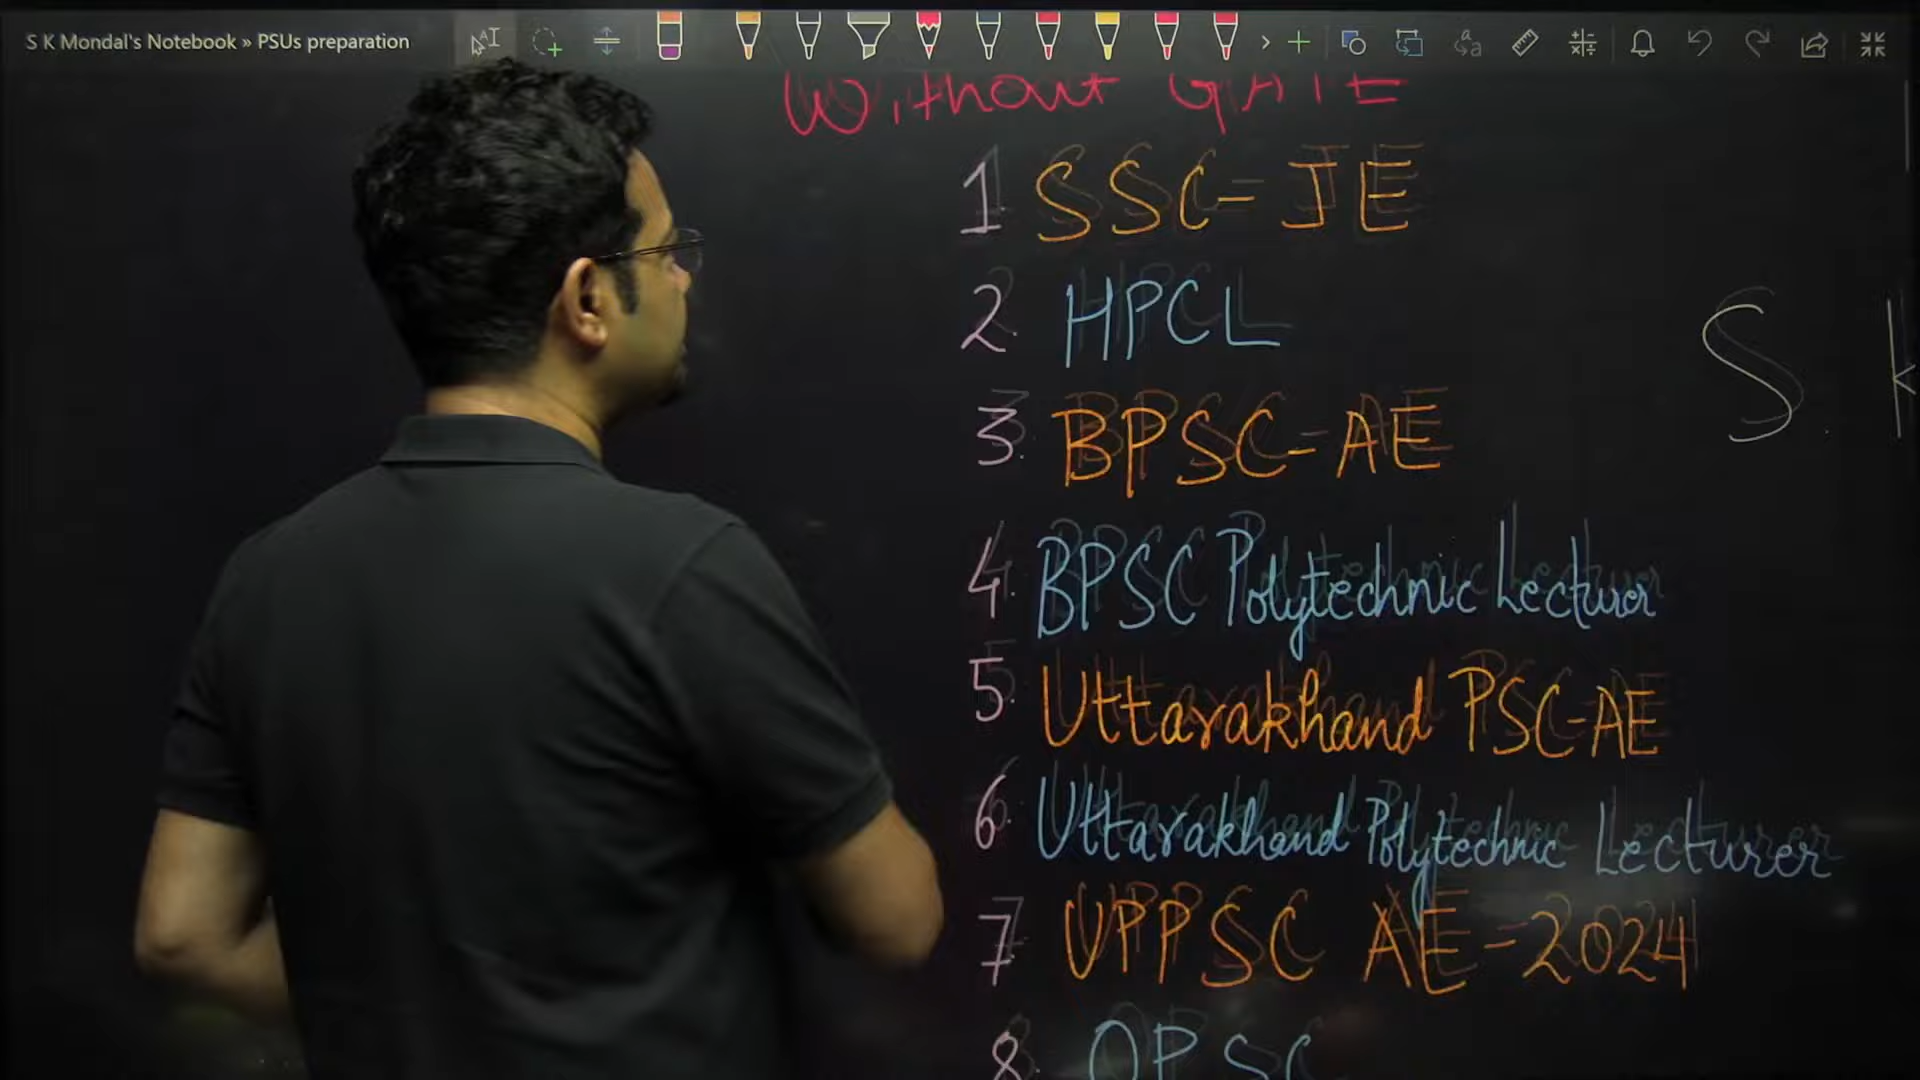 S K Mondal's Notebook » PSUs preparation
Without GATE
1 SSC-JE
2. HPCL
3. BPSC-AE
S. K
4. BPSC Polytechnic Lecturer
5. Uttarakhand PSC-AE
6. Uttarakhand Polytechnic Lecturer
7. UPPSC AE-2024
8. OPSC